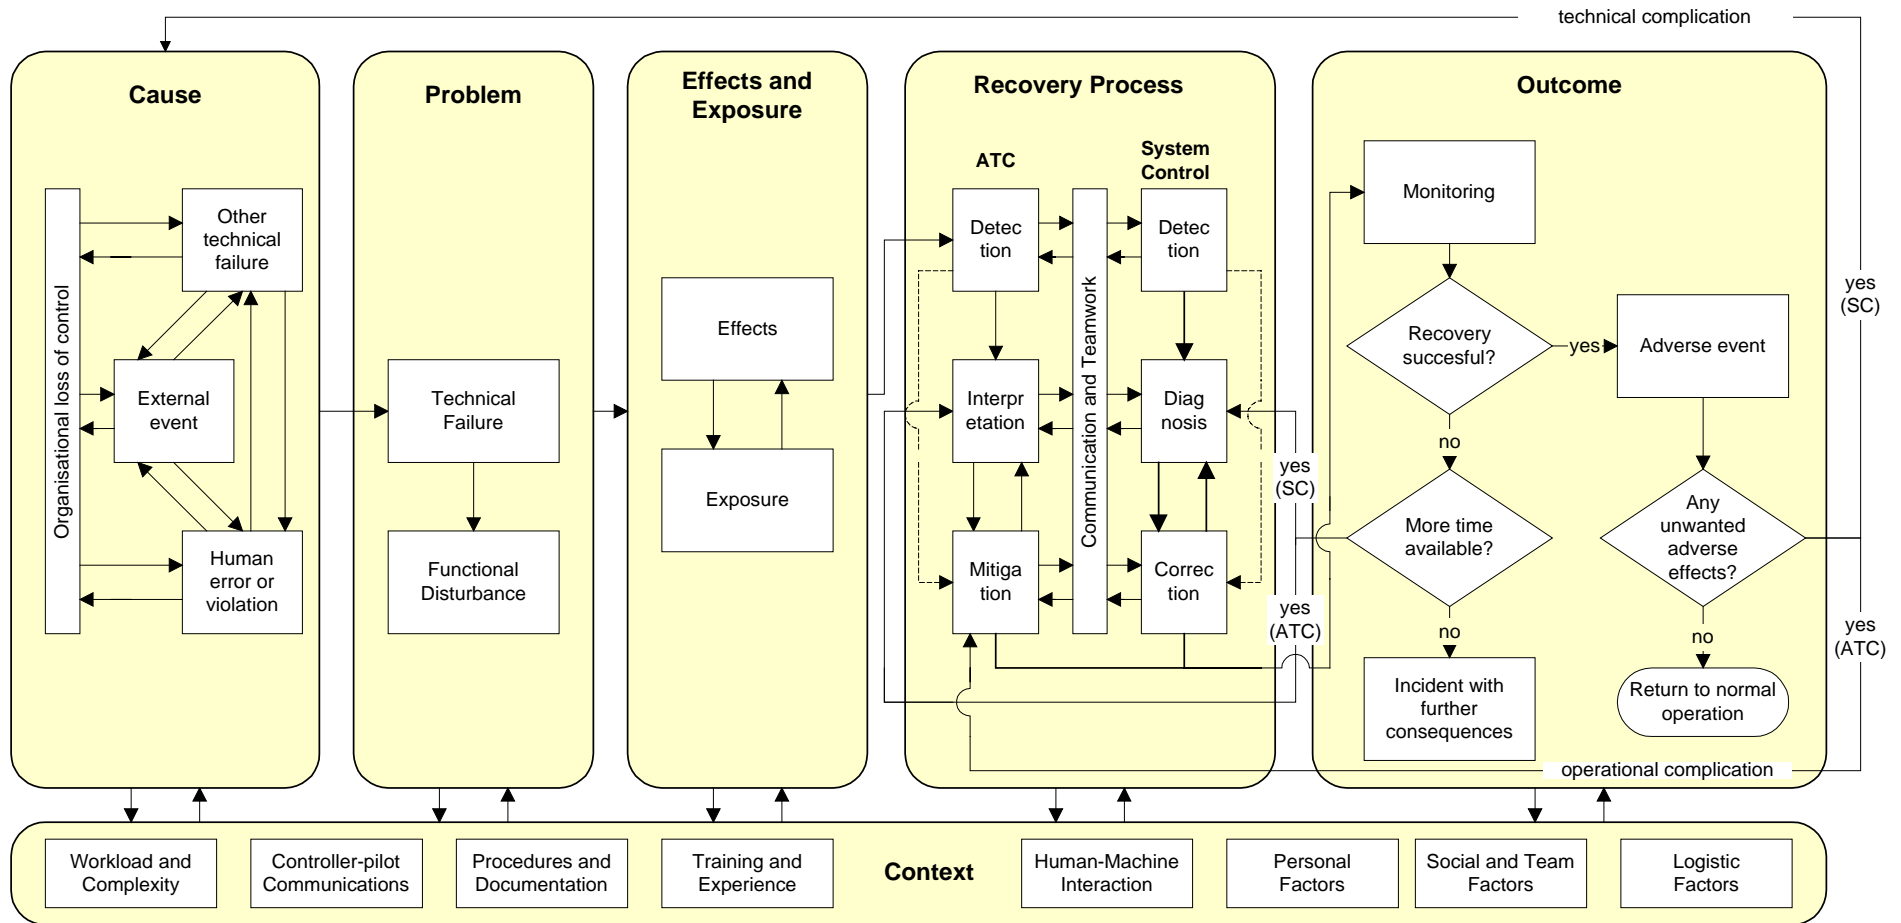 technical complication
Cause
Organisational loss of control
Other
technical
failure
External
event
Human
error or
violation
Problem
Technical
Failure
Functional
Disturbance
Effects and
Exposure
Effects
Exposure
Recovery Process
ATC
System
Control
Detec
tion
Interpr
etation
Mitiga
tion
Communication and Teamwork
Detec
tion
Diag
nosis
Correc
tion
yes
(SC)
yes
(ATC)
Outcome
Monitoring
Recovery
succesful?
yes
no
More time
available?
no
Incident with
further
consequences
Adverse event
Any
unwanted
adverse
effects?
no
Return to normal
operation
yes
(SC)
yes
(ATC)
operational complication
Workload and
Complexity
Controller-pilot
Communications
Procedures and
Documentation
Training and
Experience
Context
Human-Machine
Interaction
Personal
Factors
Social and Team
Factors
Logistic
Factors